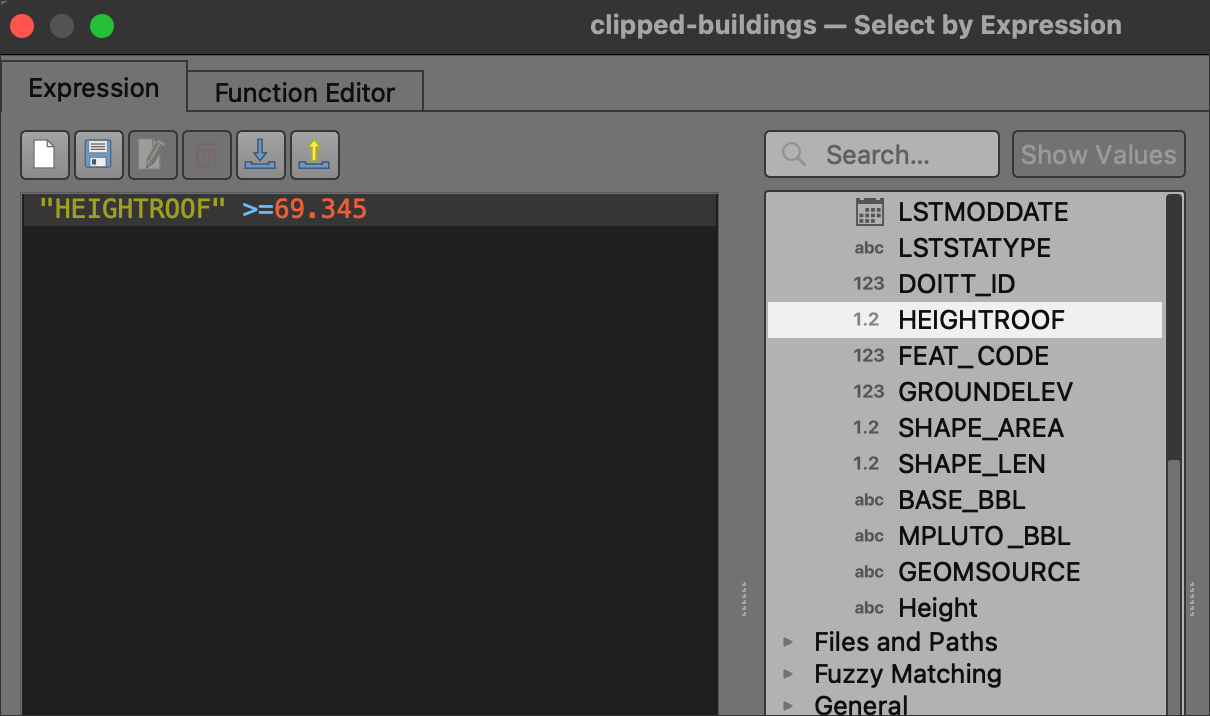 clipped-buildings — Select by Expression
Expression
Function Editor
Search...
Show Values
"HEIGHTROOF" >=69.345
LSTMODDATE
abc LSTSTATYPE
123 DOITT_ID
1.2 HEIGHTROOF
123 FEAT_CODE
123 GROUNDELEV
1.2 SHAPE_AREA
1.2 SHAPE_LEN
abc BASE_BBL
abc MPLUTO_BBL
abc GEOMSOURCE
abc Height
Files and Paths
Fuzzy Matching
General